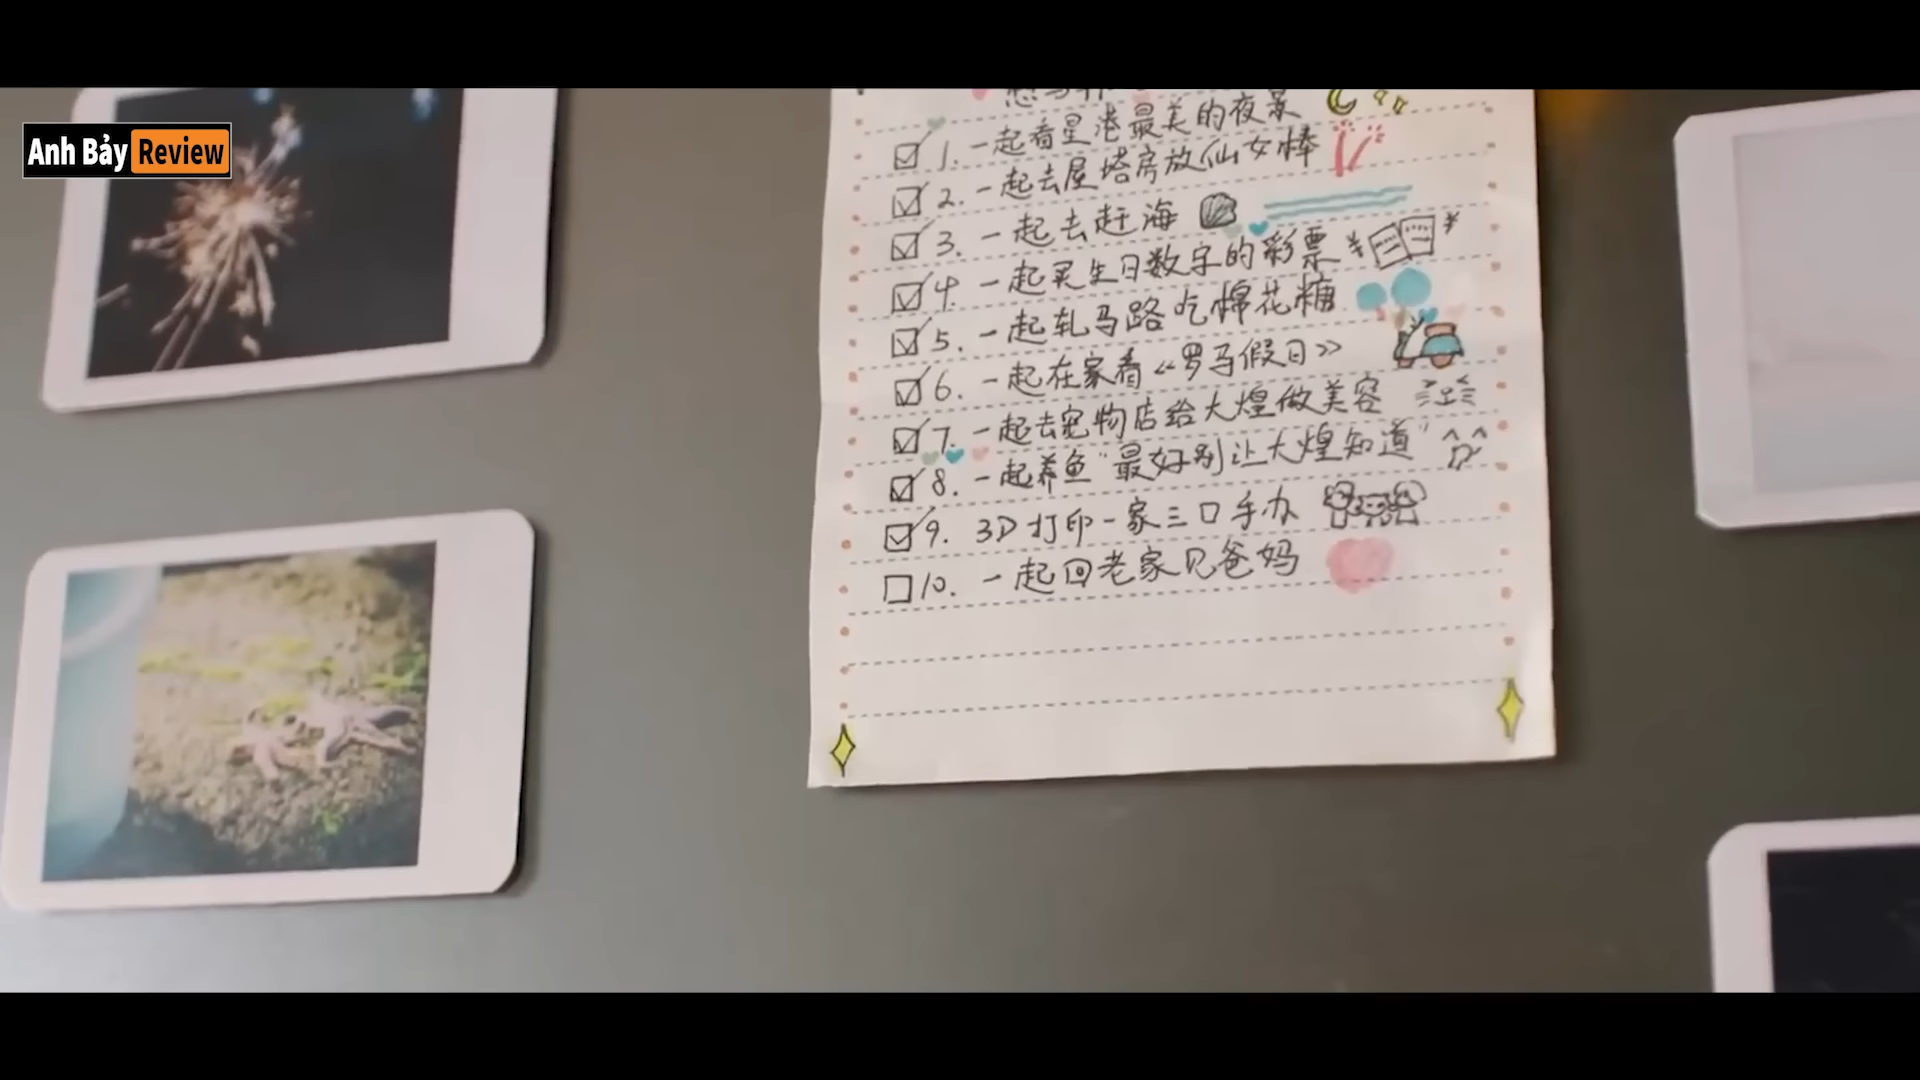 Anh Bảy Review
1. 一起看星港最美的夜景
2. 一起去屋塔房放仙女棒
3. 一起去赶海
4. 一起买生日数字的彩票
5. 一起轧马路吃棉花糖
6. 一起在家看《罗马假日》
7. 一起去宠物店给大煌做美容
8. 一起养鱼"最好别让大煌知道"
9. 3D打印一家三口手办
10. 一起回老家见爸妈